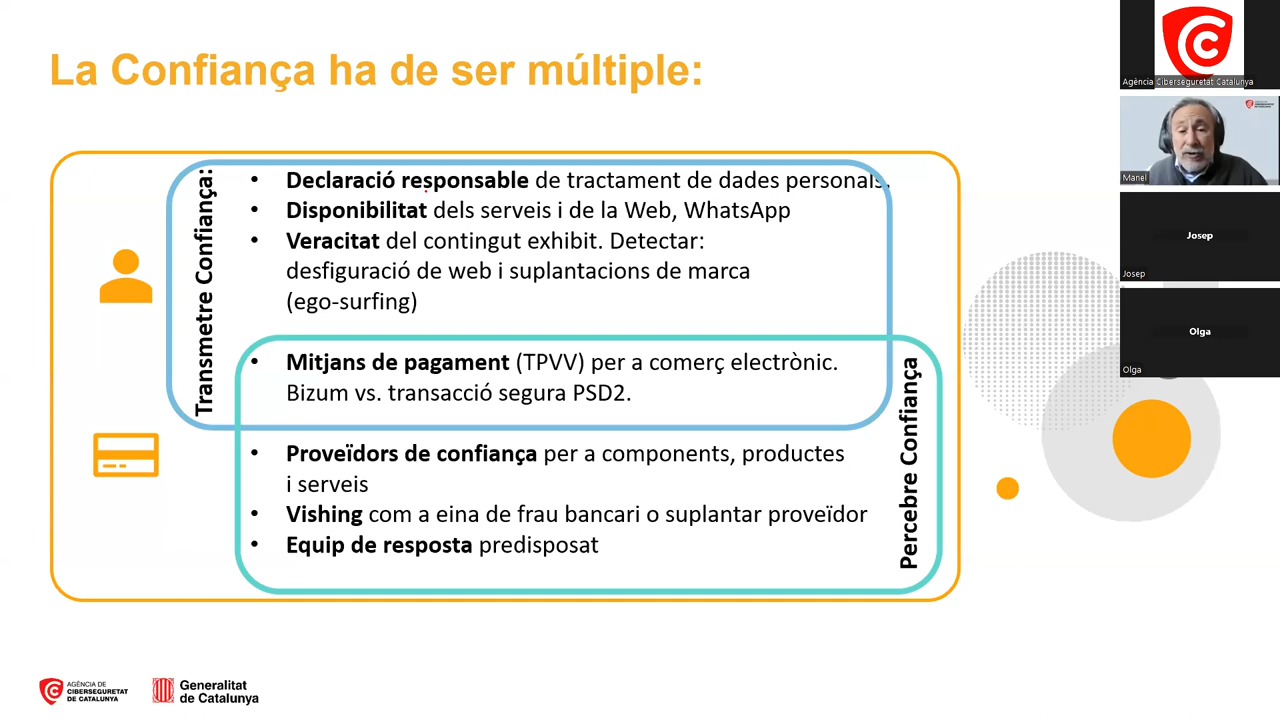 La Confiança ha de ser múltiple:
Transmetre Confiança:
• Declaració responsable de tractament de dades personals.
• Disponibilitat dels serveis i de la Web, WhatsApp
• Veracitat del contingut exhibit. Detectar:
desfiguració de web i suplantacions de marca
(ego-surfing)
• Mitjans de pagament (TPVV) per a comerç electrònic.
Bizum vs. transacció segura PSD2.
• Proveïdors de confiança per a components, productes
i serveis
• Vishing com a eina de frau bancari o suplantar proveïdor
• Equip de resposta predisposat
Percebre Confiança
AGÈNCIA DE
CIBERSEGURETAT
DE CATALUNYA
Generalitat
de Catalunya
Agència Ciberseguretat Catalunya
Manel
Josep
Josep
Olga
Olga